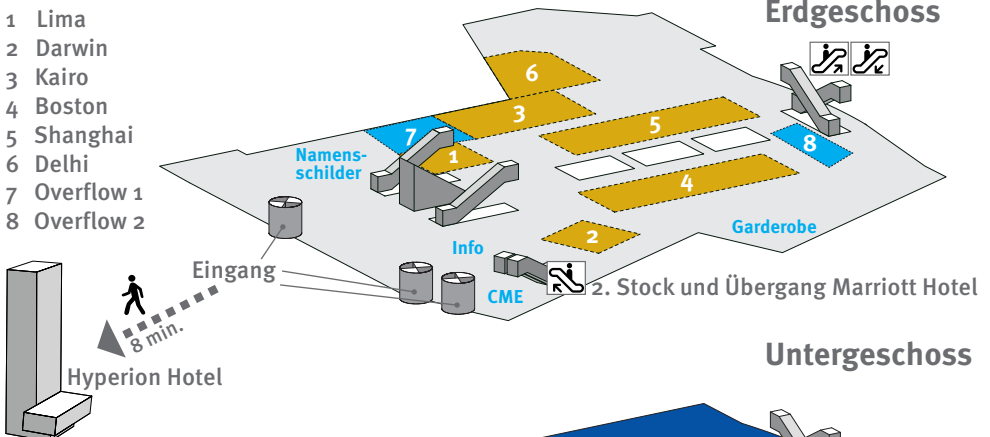 1 Lima
2 Darwin
3 Kairo
4 Boston
5 Shanghai
6 Delhi
7 Overflow 1
8 Overflow 2
Erdgeschoss
6
3
5
7
8
1
Namens-
schilder
4
2
Garderobe
Info
Eingang
CME
2. Stock und Übergang Marriott Hotel
8 min.
Hyperion Hotel
Untergeschoss